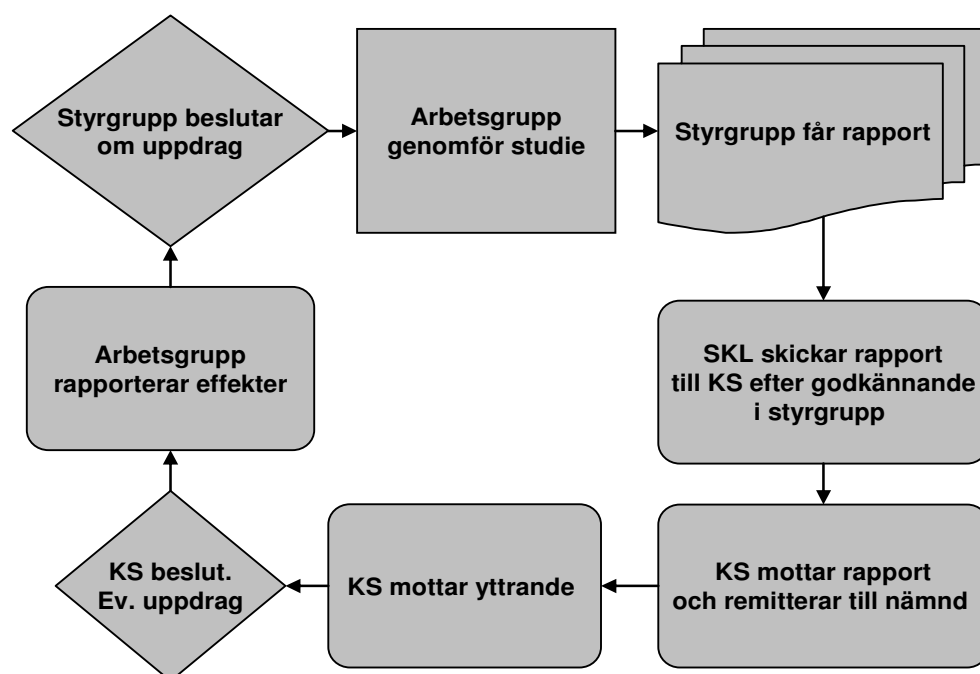 Styrgrupp beslutar
om uppdrag
Arbetsgrupp
genomför studie
Styrgrupp får rapport
SKL skickar rapport
till KS efter godkännande
i styrgrupp
KS mottar rapport
och remitterar till nämnd
KS mottar yttrande
KS beslut.
Ev. uppdrag
Arbetsgrupp
rapporterar effekter